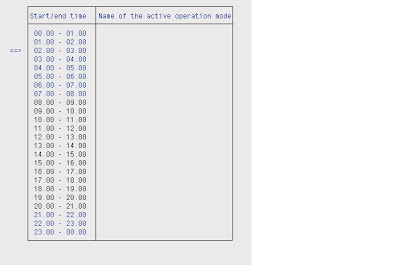 Start/end time Name of the active operation mode
00.00 - 01.00
01.00 - 02.00
==> 02.00 - 03.00
03.00 - 04.00
04.00 - 05.00
05.00 - 06.00
06.00 - 07.00
07.00 - 08.00
08.00 - 09.00
09.00 - 10.00
10.00 - 11.00
11.00 - 12.00
12.00 - 13.00
13.00 - 14.00
14.00 - 15.00
15.00 - 16.00
16.00 - 17.00
17.00 - 18.00
18.00 - 19.00
19.00 - 20.00
20.00 - 21.00
21.00 - 22.00
22.00 - 23.00
23.00 - 00.00